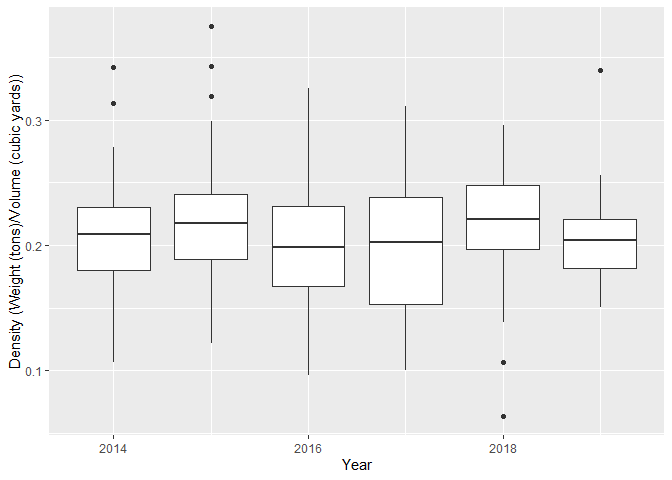 Density (Weight (tons)/Volume (cubic yards))
0.3
0.2
0.1
2014 2016 2018
Year